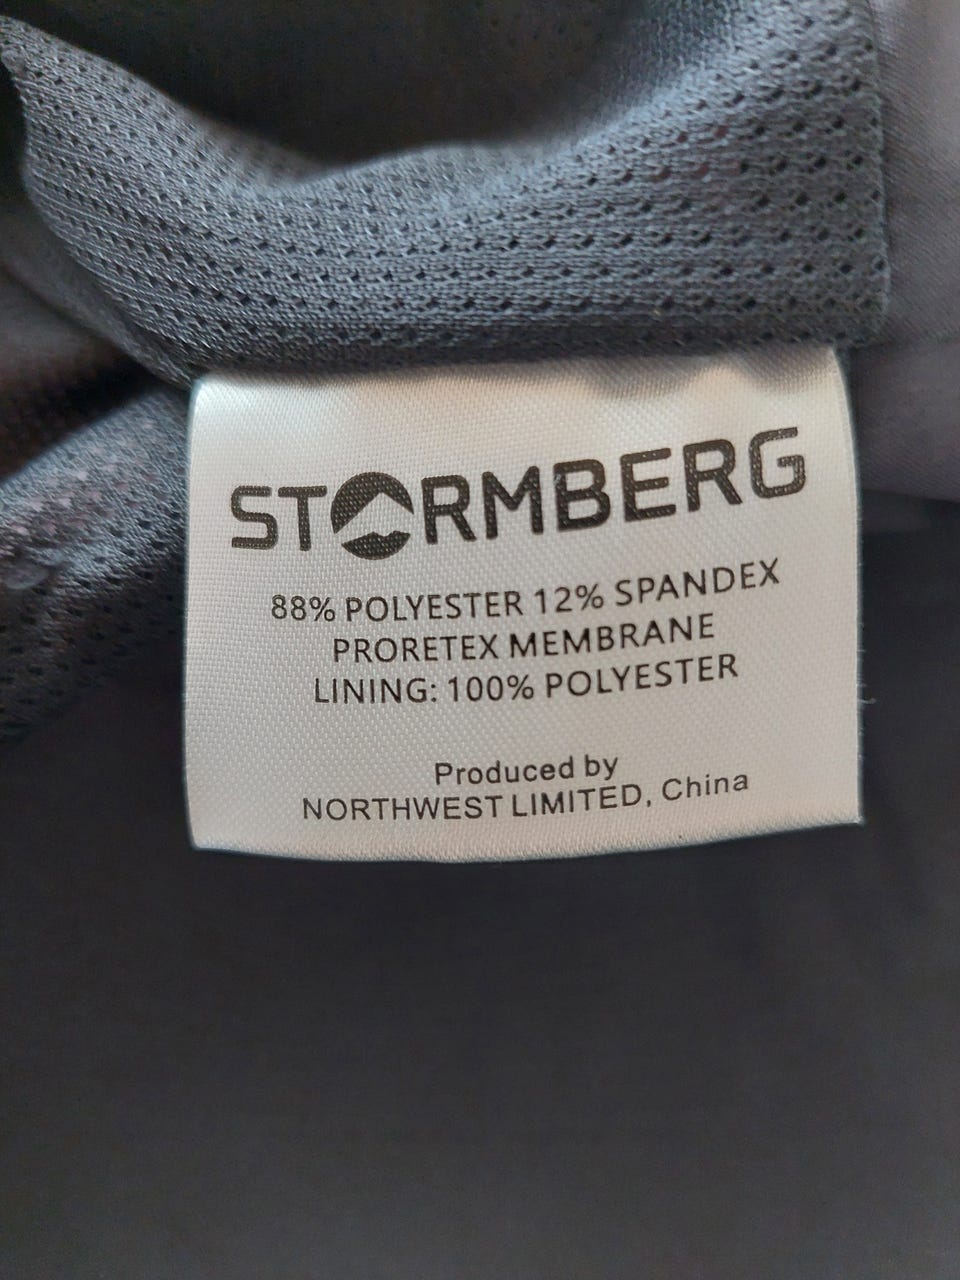 STORMBERG
88% POLYESTER 12% SPANDEX
PRORETEX MEMBRANE
LINING: 100% POLYESTER
Produced by
NORTHWEST LIMITED, China